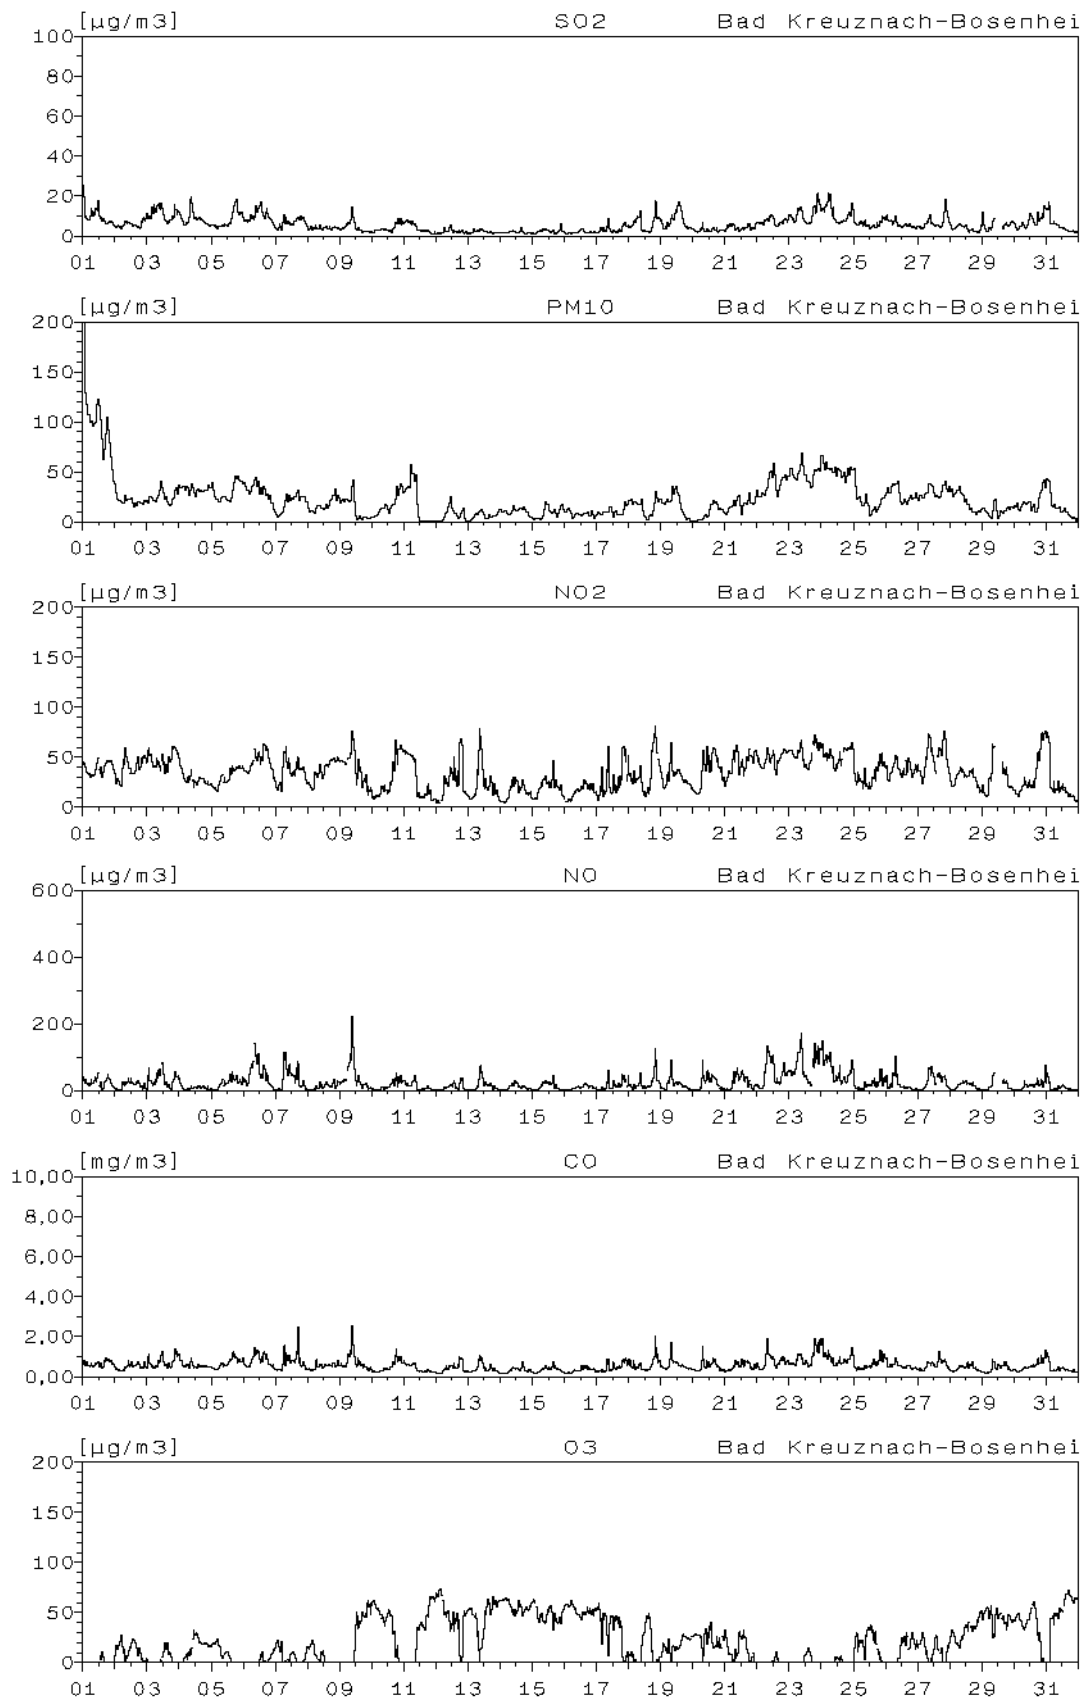 [µg/m3] SO2 Bad Kreuznach-Bosenhei
100
80
60
40
20
0
01 03 05 07 09 11 13 15 17 19 21 23 25 27 29 31
[µg/m3] PM10 Bad Kreuznach-Bosenhei
200
150
100
50
0
01 03 05 07 09 11 13 15 17 19 21 23 25 27 29 31
[µg/m3] NO2 Bad Kreuznach-Bosenhei
200
150
100
50
0
01 03 05 07 09 11 13 15 17 19 21 23 25 27 29 31
[µg/m3] NO Bad Kreuznach-Bosenhei
600
400
200
0
01 03 05 07 09 11 13 15 17 19 21 23 25 27 29 31
[mg/m3] CO Bad Kreuznach-Bosenhei
10,00
8,00
6,00
4,00
2,00
0,00
01 03 05 07 09 11 13 15 17 19 21 23 25 27 29 31
[µg/m3] O3 Bad Kreuznach-Bosenhei
200
150
100
50
0
01 03 05 07 09 11 13 15 17 19 21 23 25 27 29 31